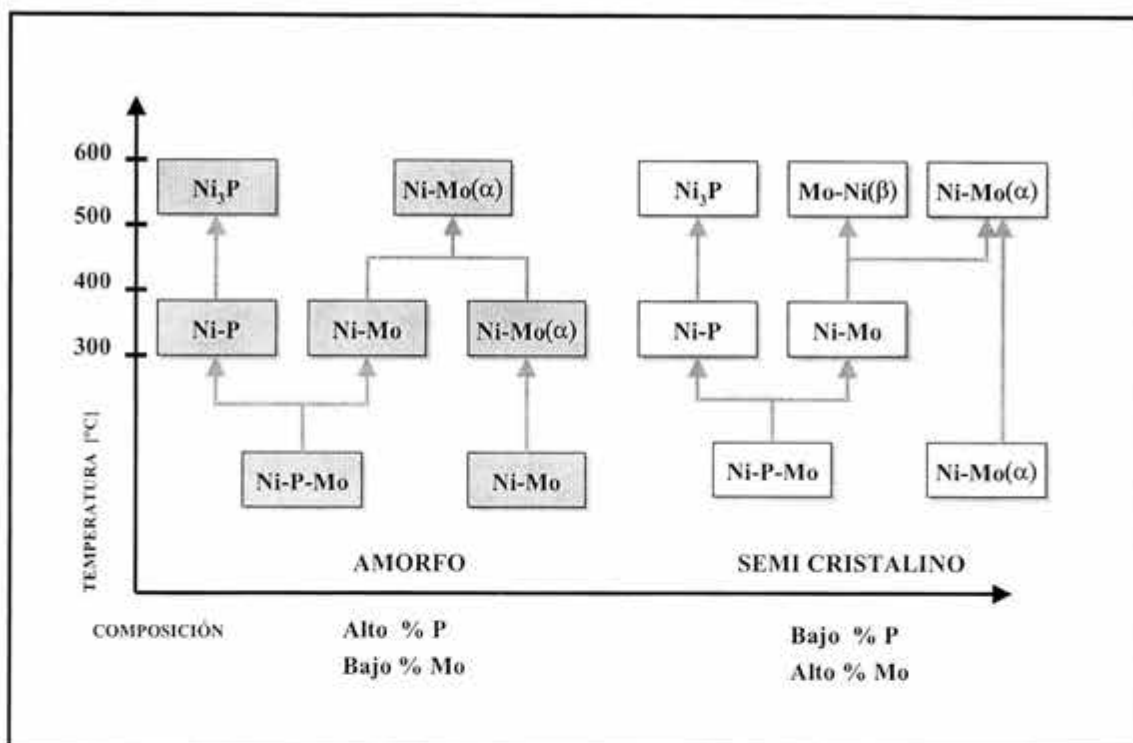 600
Ni₃P
Ni-Mo(α)
Ni₃P
Mo-Ni(β)
Ni-Mo(α)
500
400
Ni-P
Ni-Mo
Ni-Mo(α)
Ni-P
Ni-Mo
300
Ni-P-Mo
Ni-Mo
Ni-P-Mo
Ni-Mo(α)
TEMPERATURA [°C]
AMORFO
SEMI CRISTALINO
COMPOSICIÓN
Alto % P
Bajo % Mo
Bajo % P
Alto % Mo